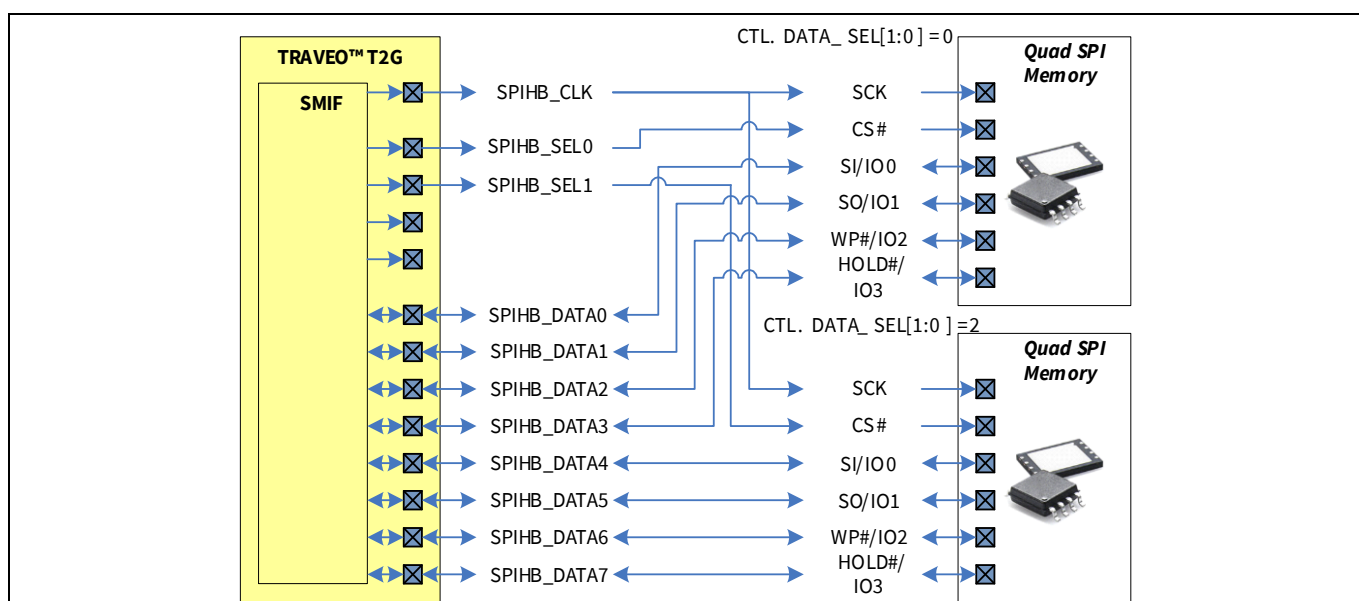 CTL. DATA_ SEL[1:0 ] =0
TRAVEO™ T2G
Quad SPI
Memory
SMIF
SPIHB_CLK
SCK
CS#
SPIHB_SEL0
SI/IO0
SPIHB_SEL1
SO/IO1
WP#/IO2
HOLD#/
IO3
SPIHB_DATA0
CTL. DATA_ SEL[1:0 ] =2
SPIHB_DATA1
Quad SPI
Memory
SPIHB_DATA2
SCK
SPIHB_DATA3
CS#
SPIHB_DATA4
SI/IO0
SPIHB_DATA5
SO/IO1
SPIHB_DATA6
WP#/IO2
HOLD#/
SPIHB_DATA7
IO3